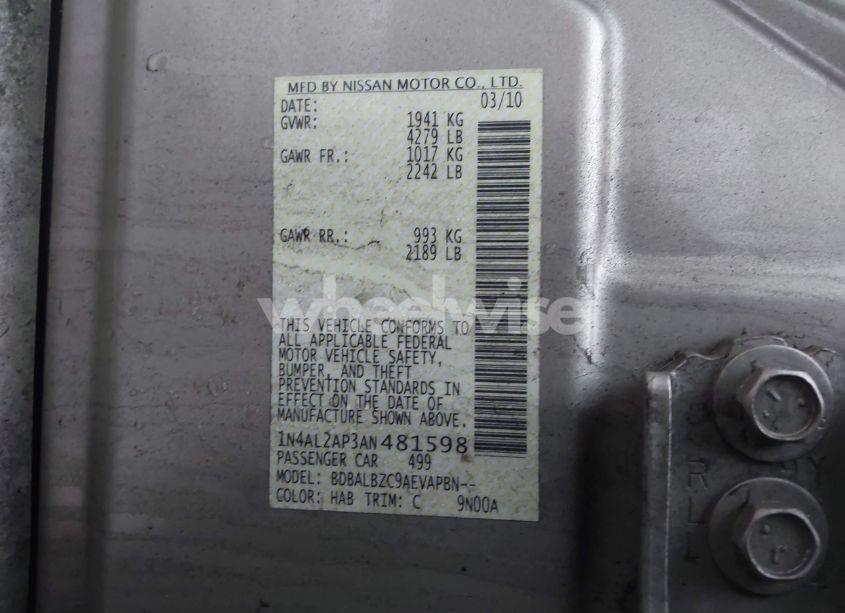 MFD BY NISSAN MOTOR CO., LTD.
DATE: 03/10
GVWR: 1941 KG
4279 LB
GAWR FR.: 1017 KG
2242 LB
GAWR RR.: 993 KG
2189 LB
wheelwise
THIS VEHICLE CONFORMS TO
ALL APPLICABLE FEDERAL
MOTOR VEHICLE SAFETY,
BUMPER, AND THEFT
PREVENTION STANDARDS IN
EFFECT ON THE DATE OF
MANUFACTURE SHOWN ABOVE.
1N4AL2AP3AN481598
PASSENGER CAR 499
MODEL: BDBALBZC9AEVAPBN--
COLOR: HAB TRIM: C 9N00A